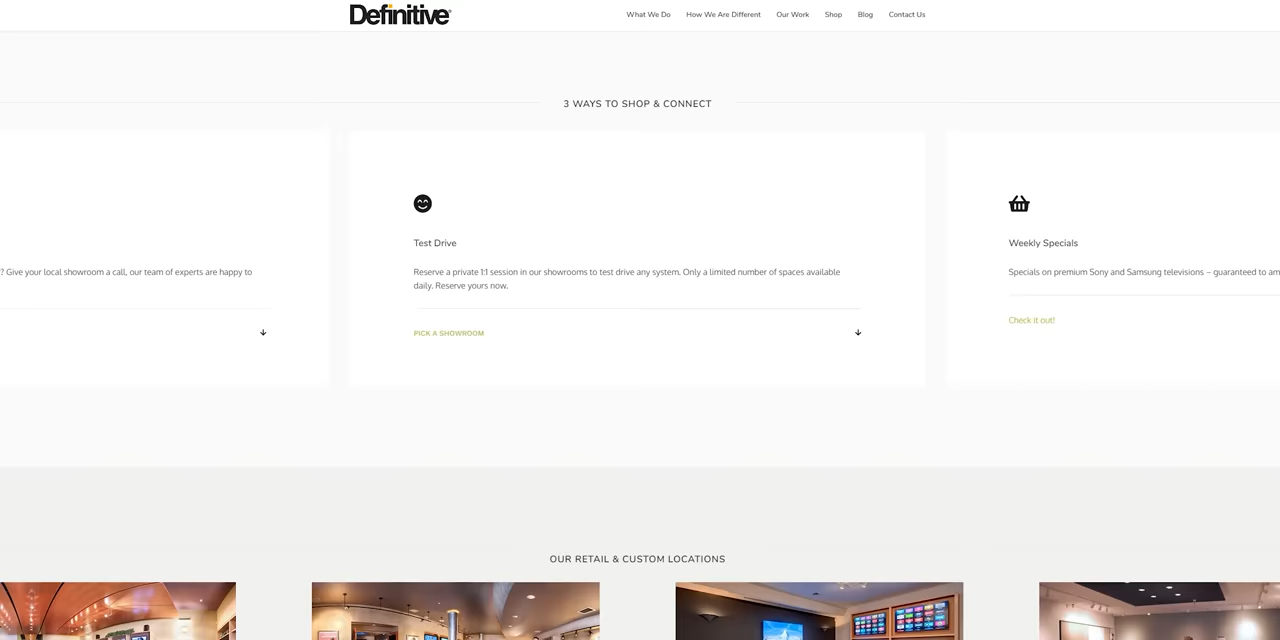 Definitive
What We Do How We Are Different Our Work Shop Blog Contact Us
3 WAYS TO SHOP & CONNECT
? Give your local showroom a call, our team of experts are happy to
Test Drive
Reserve a private 1:1 session in our showrooms to test drive any system. Only a limited number of spaces available
daily. Reserve yours now.
PICK A SHOWROOM
Weekly Specials
Specials on premium Sony and Samsung televisions – guaranteed to am
Check it out!
OUR RETAIL & CUSTOM LOCATIONS